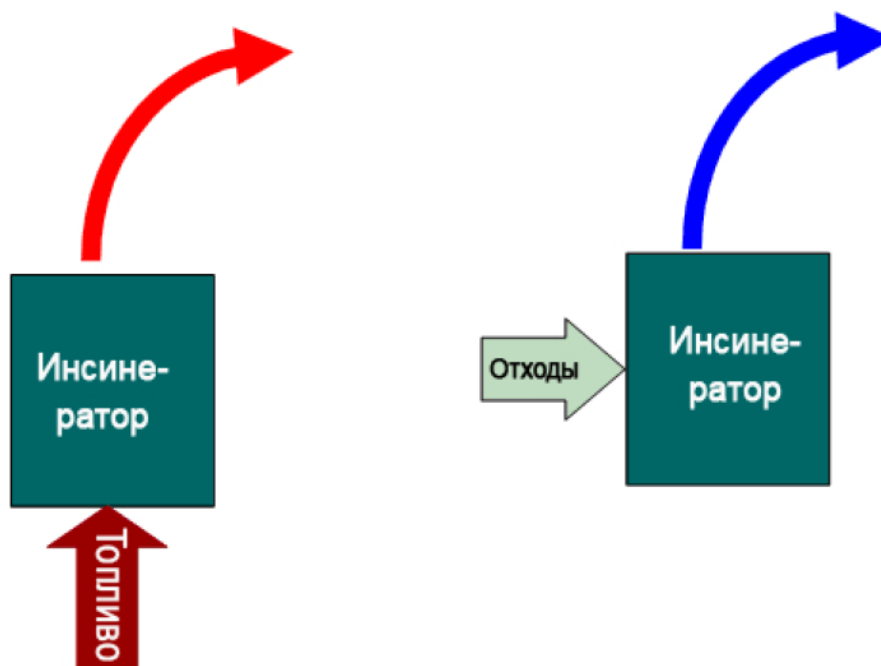 Инсине-
ратор
Топливо
Отходы
Инсине-
ратор